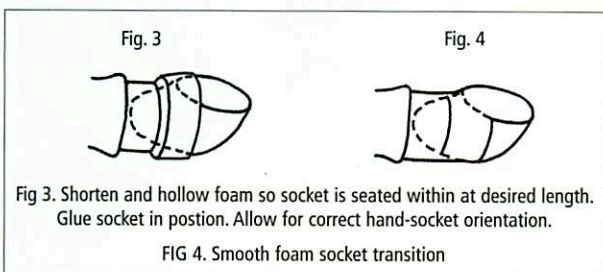 Fig. 3
Fig. 4
Fig 3. Shorten and hollow foam so socket is seated within at desired length.
Glue socket in postion. Allow for correct hand-socket orientation.
FIG 4. Smooth foam socket transition